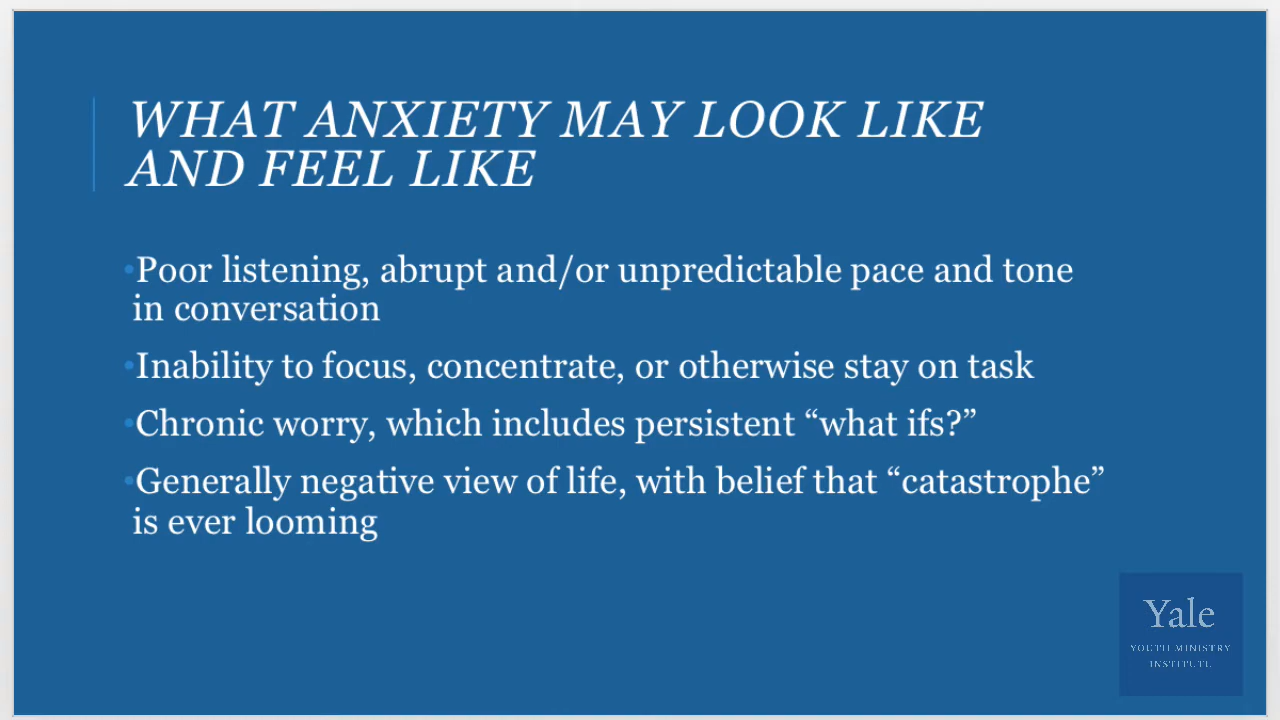 WHAT ANXIETY MAY LOOK LIKE
AND FEEL LIKE
•Poor listening, abrupt and/or unpredictable pace and tone
in conversation
•Inability to focus, concentrate, or otherwise stay on task
•Chronic worry, which includes persistent “what ifs?”
•Generally negative view of life, with belief that “catastrophe”
is ever looming
Yale
YOUTH MINISTRY
INSTITUTE